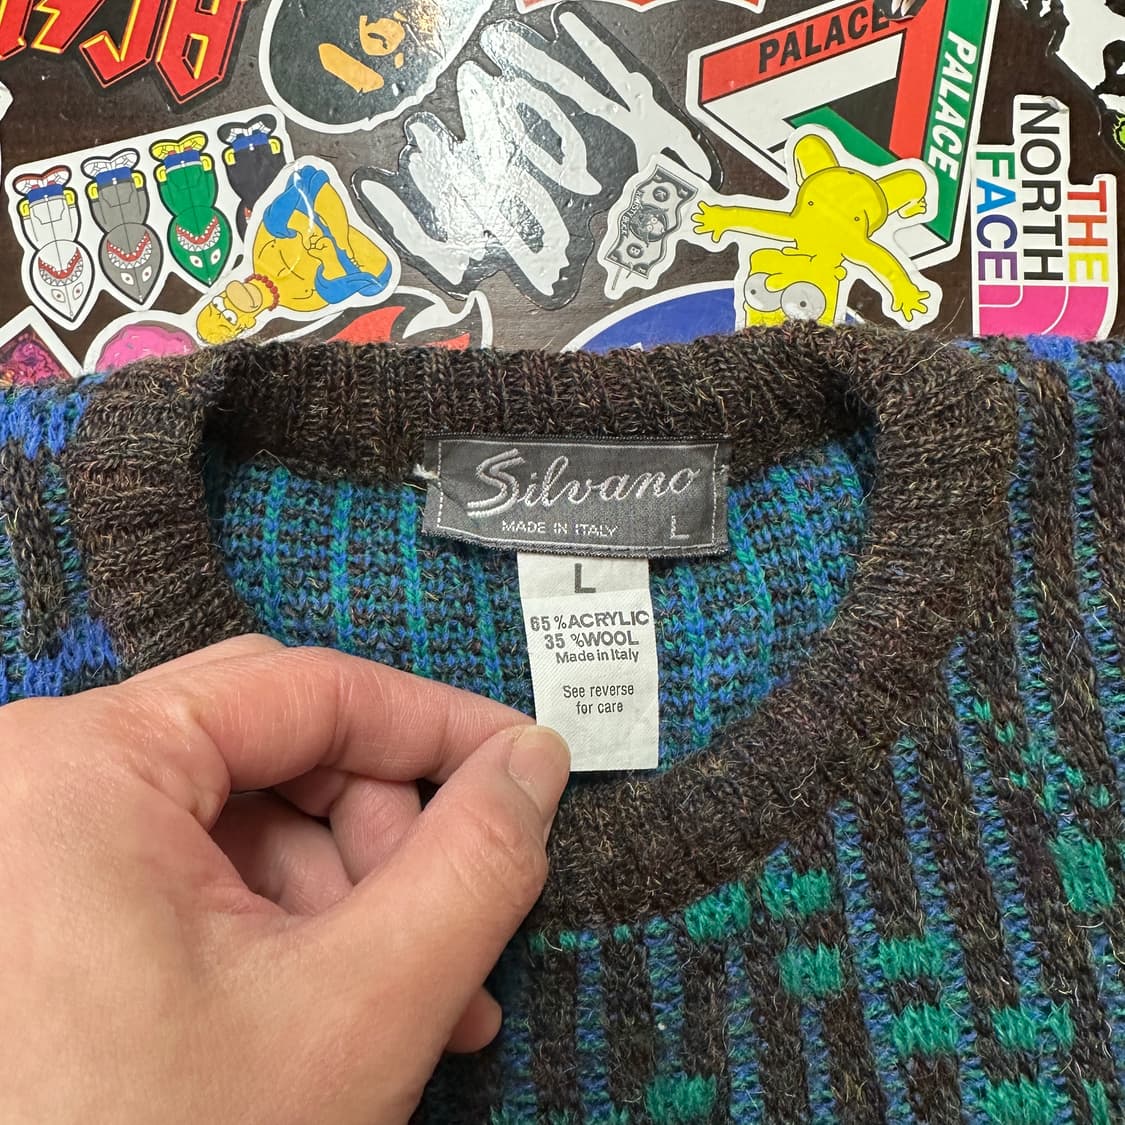 PALACE
PALACE
THE
NORTH
FACE
Silvano
MADE IN ITALY
L
L
65 %ACRYLIC
35 %WOOL
Made in Italy
See reverse
for care